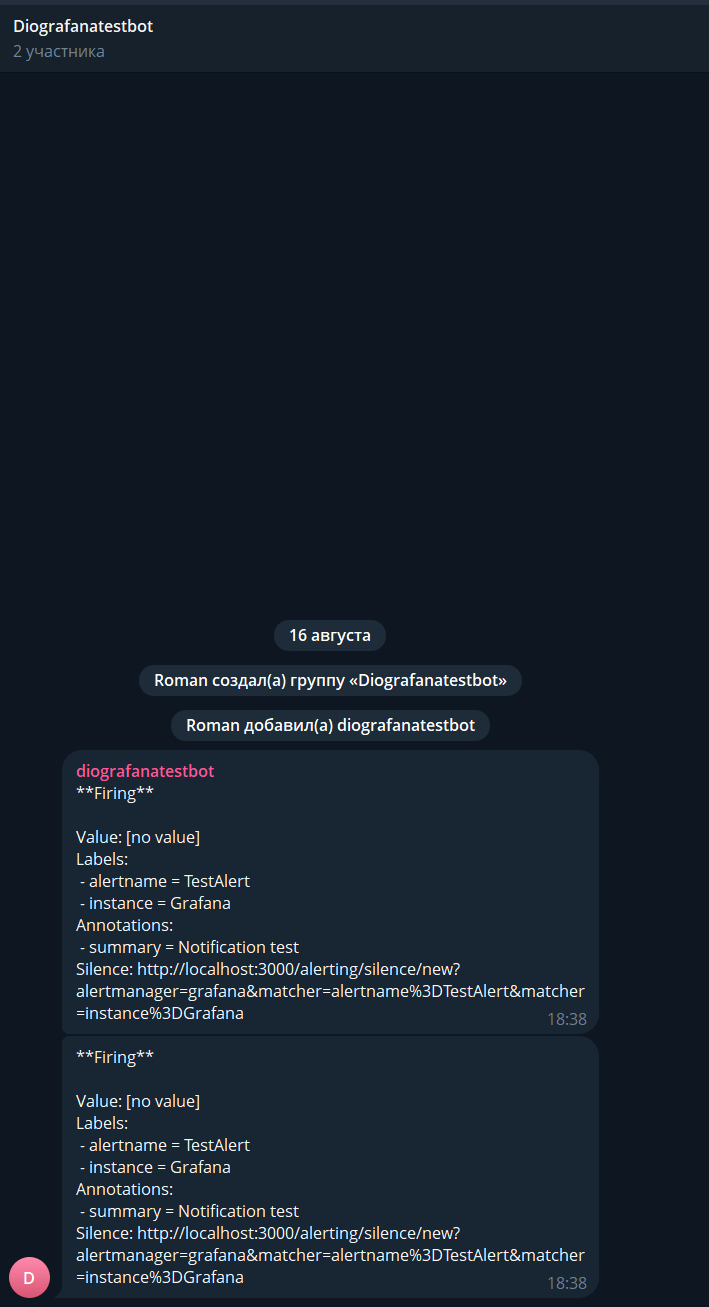 Diografanatestbot
2 участника
16 августа
Roman создал(а) группу «Diografanatestbot»
Roman добавил(а) diografanatestbot
diografanatestbot
**Firing**
Value: [no value]
Labels:
- alertname = TestAlert
- instance = Grafana
Annotations:
- summary = Notification test
Silence: http://localhost:3000/alerting/silence/new?
alertmanager=grafana&matcher=alertname%3DTestAlert&matcher
=instance%3DGrafana
18:38
**Firing**
Value: [no value]
Labels:
- alertname = TestAlert
- instance = Grafana
Annotations:
- summary = Notification test
Silence: http://localhost:3000/alerting/silence/new?
alertmanager=grafana&matcher=alertname%3DTestAlert&matcher
=instance%3DGrafana
18:38
D